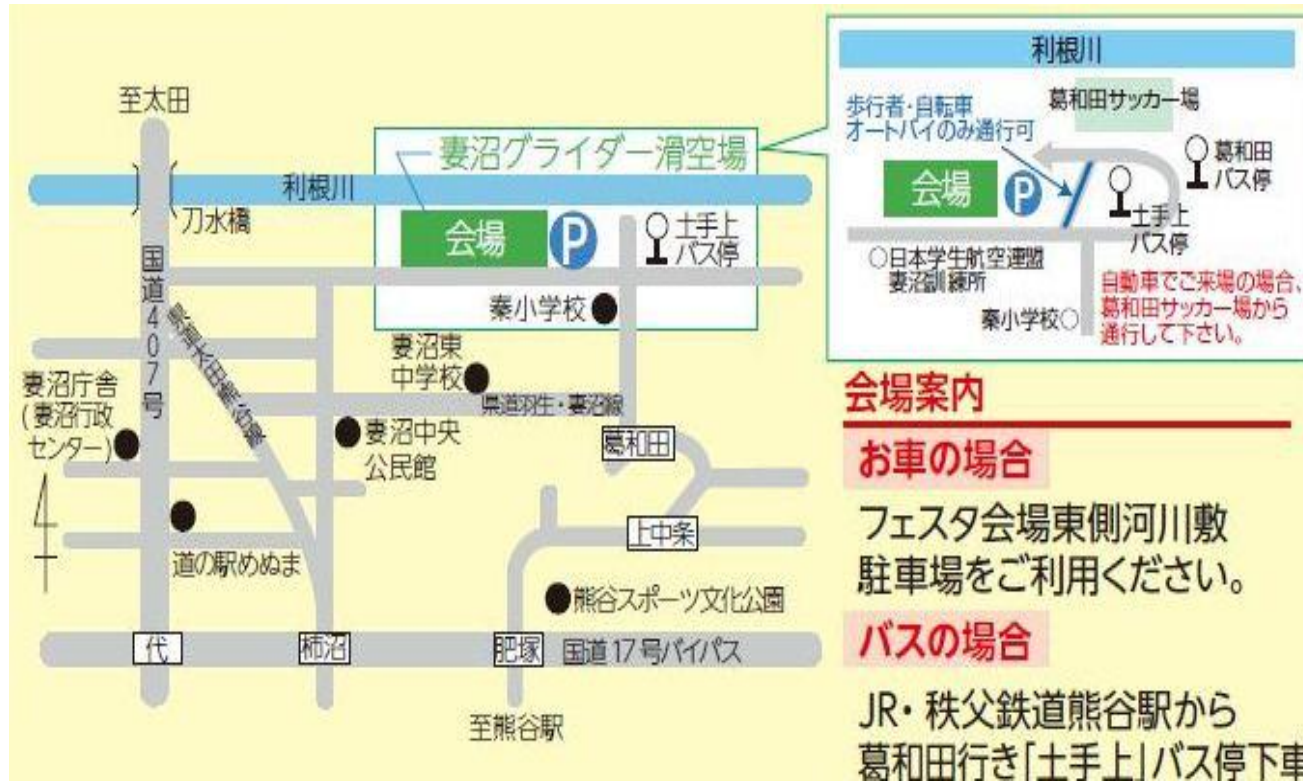 至太田
妻沼グライダー滑空場
利根川
刀水橋
会場
P
土手上
バス停
国道407号
県道太田熊谷線
秦小学校
妻沼東
中学校
県道羽生・妻沼線
妻沼庁舎
(妻沼行政
センター)
妻沼中央
公民館
葛和田
道の駅めぬま
上中条
熊谷スポーツ文化公園
代
柿沼
肥塚
国道17号バイパス
至熊谷駅
利根川
歩行者・自転車
オートバイのみ通行可
葛和田サッカー場
会場
P
葛和田
バス停
土手上
バス停
○日本学生航空連盟
妻沼訓練所
秦小学校○
自動車でご来場の場合、
葛和田サッカー場から
通行して下さい。
会場案内
お車の場合
フェスタ会場東側河川敷
駐車場をご利用ください。
バスの場合
JR・秩父鉄道熊谷駅から
葛和田行き「土手上」バス停下車